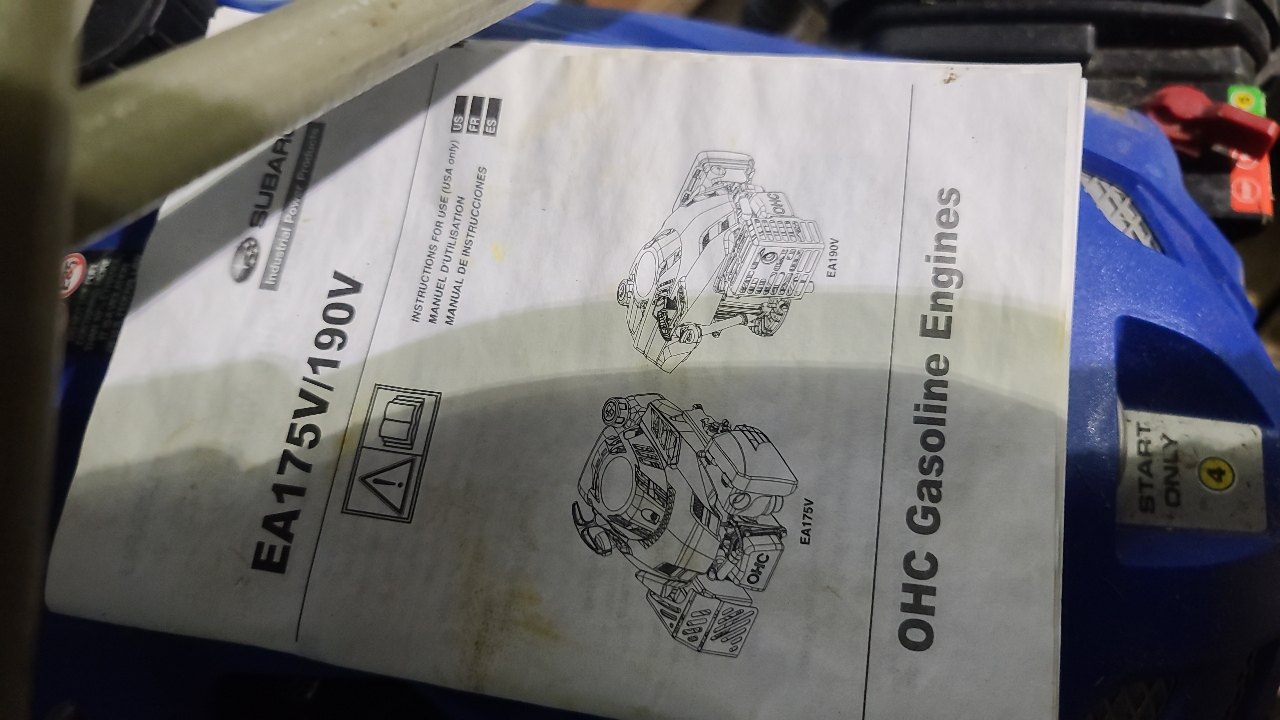 SUBARU
Industrial Power Products
EA175V/190V
US
FR
ES
INSTRUCTIONS FOR USE (USA only)
MANUEL D'UTILISATION
MANUAL DE INSTRUCCIONES
OHC
EA190V
OHC
EA175V
OHC Gasoline Engines
START
ONLY
4